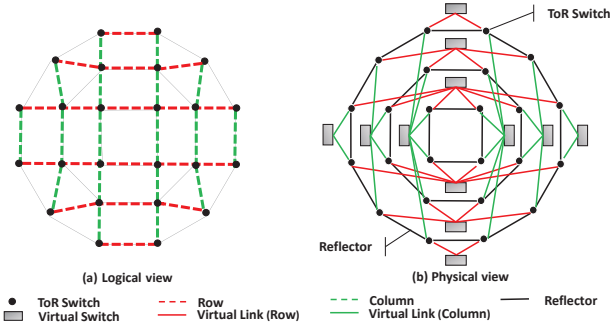 ToR Switch
Reflector
(a) Logical view
(b) Physical view
ToR Switch
Row
Column
Reflector
Virtual Switch
Virtual Link (Row)
Virtual Link (Column)